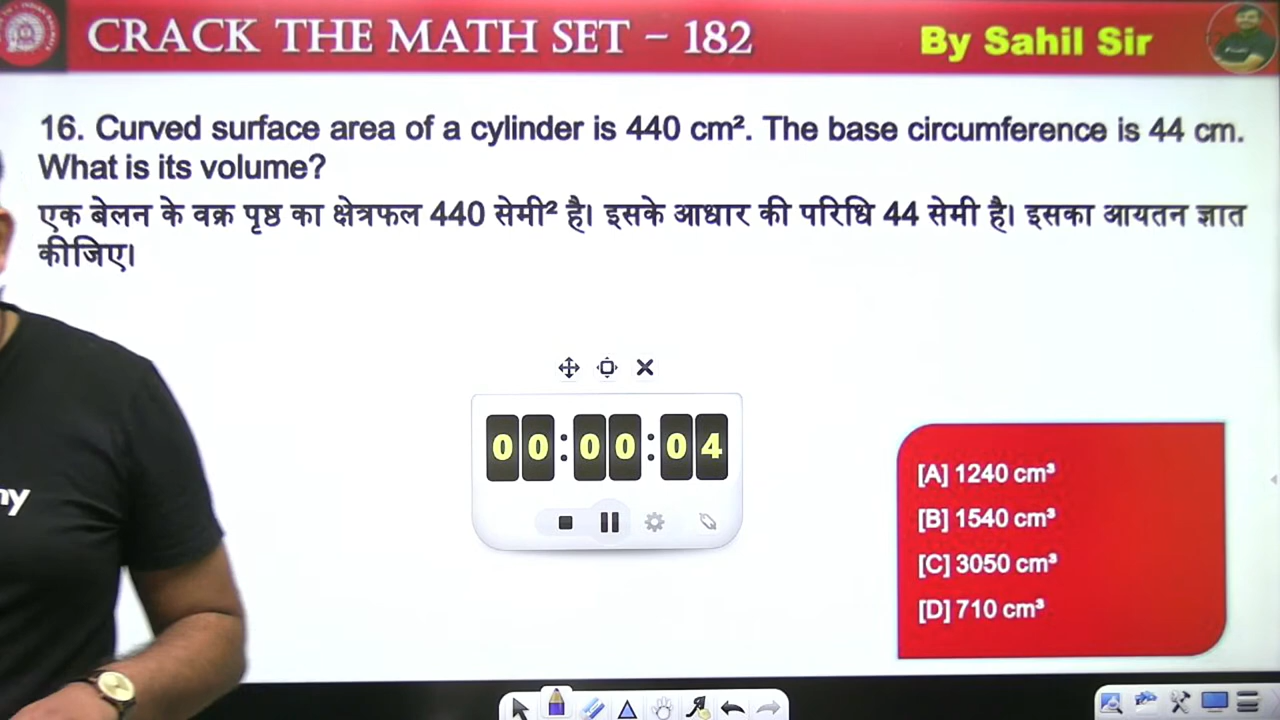 CRACK THE MATH SET – 182
By Sahil Sir
16. Curved surface area of a cylinder is 440 cm². The base circumference is 44 cm.
What is its volume?
एक बेलन के वक्र पृष्ठ का क्षेत्रफल 440 सेमी² है। इसके आधार की परिधि 44 सेमी है। इसका आयतन ज्ञात
कीजिए।
00:00:04
[A] 1240 cm³
[B] 1540 cm³
[C] 3050 cm³
[D] 710 cm³